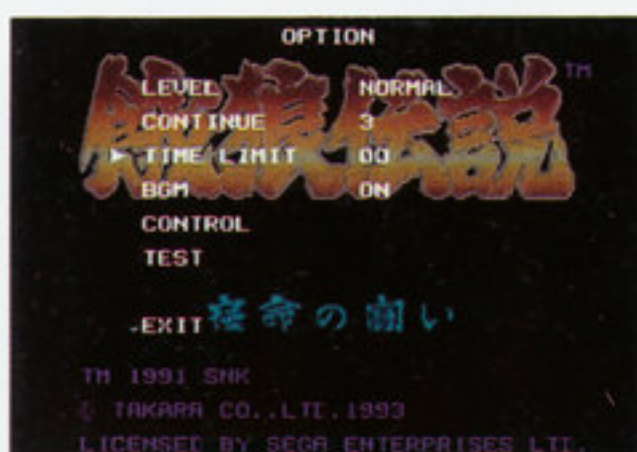 OPTION
餓狼伝説 TM
LEVEL NORMAL
CONTINUE 3
TIME LIMIT 00
BGM ON
CONTROL
TEST
EXIT
宿命の闘い
TM 1991 SNK
© TAKARA CO.,LTD.1993
LICENSED BY SEGA ENTERPRISES LTD.